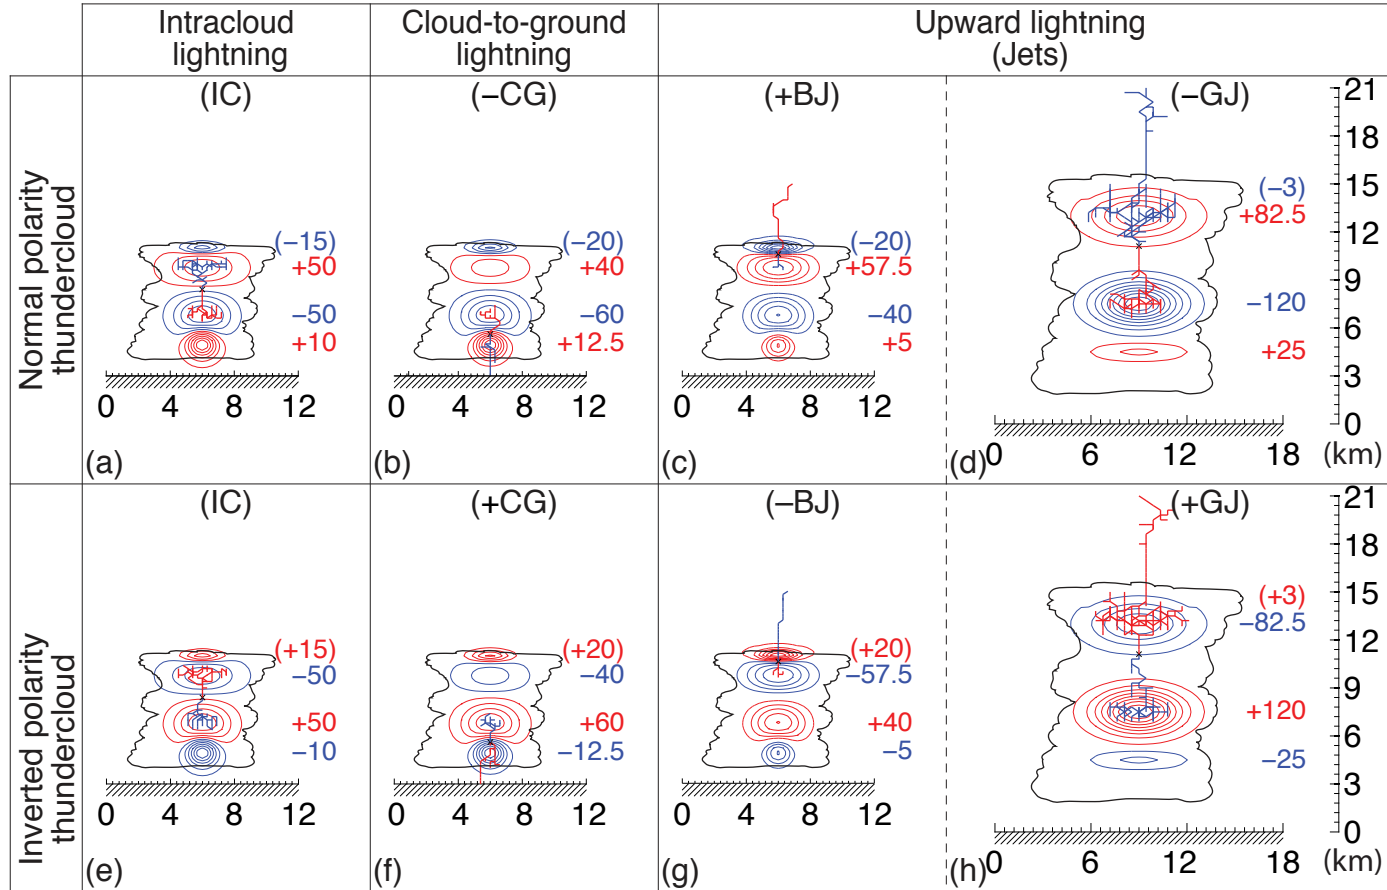 Intracloud
lightning
Cloud-to-ground
lightning
Upward lightning
(Jets)
Normal polarity
thundercloud
(IC)
(−15)
+50
−50
+10
0 4 8 12
(a)
(−CG)
(−20)
+40
−60
+12.5
0 4 8 12
(b)
(+BJ)
(−20)
+57.5
−40
+5
0 4 8 12
(c)
(−GJ)
(−3)
+82.5
−120
+25
21
18
15
12
9
6
3
0
0 6 12 18 (km)
(d)
Inverted polarity
thundercloud
(IC)
(+15)
−50
+50
−10
0 4 8 12
(e)
(+CG)
(+20)
−40
+60
−12.5
0 4 8 12
(f)
(−BJ)
(+20)
−57.5
+40
−5
0 4 8 12
(g)
(+GJ)
(+3)
−82.5
+120
−25
21
18
15
12
9
6
3
0
0 6 12 18 (km)
(h)